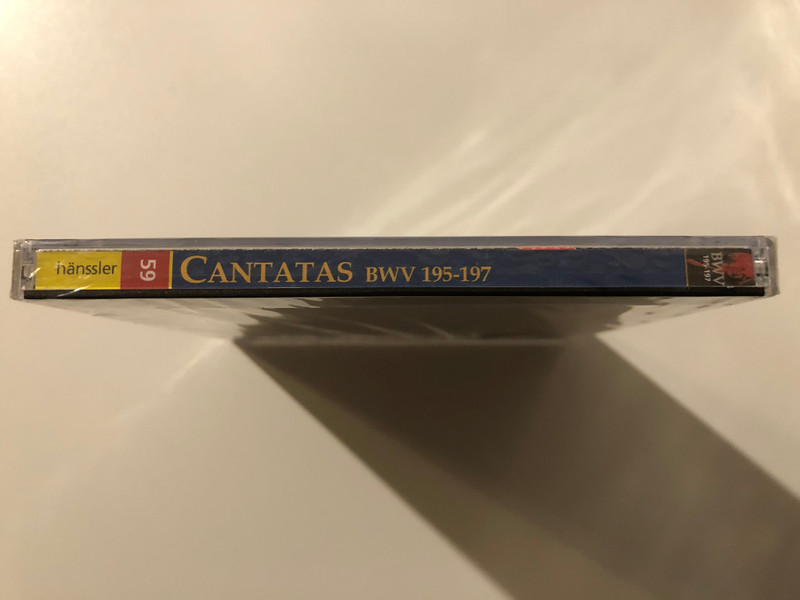 hänssler
59
CANTATAS BWV 195-197
BWV
195-197